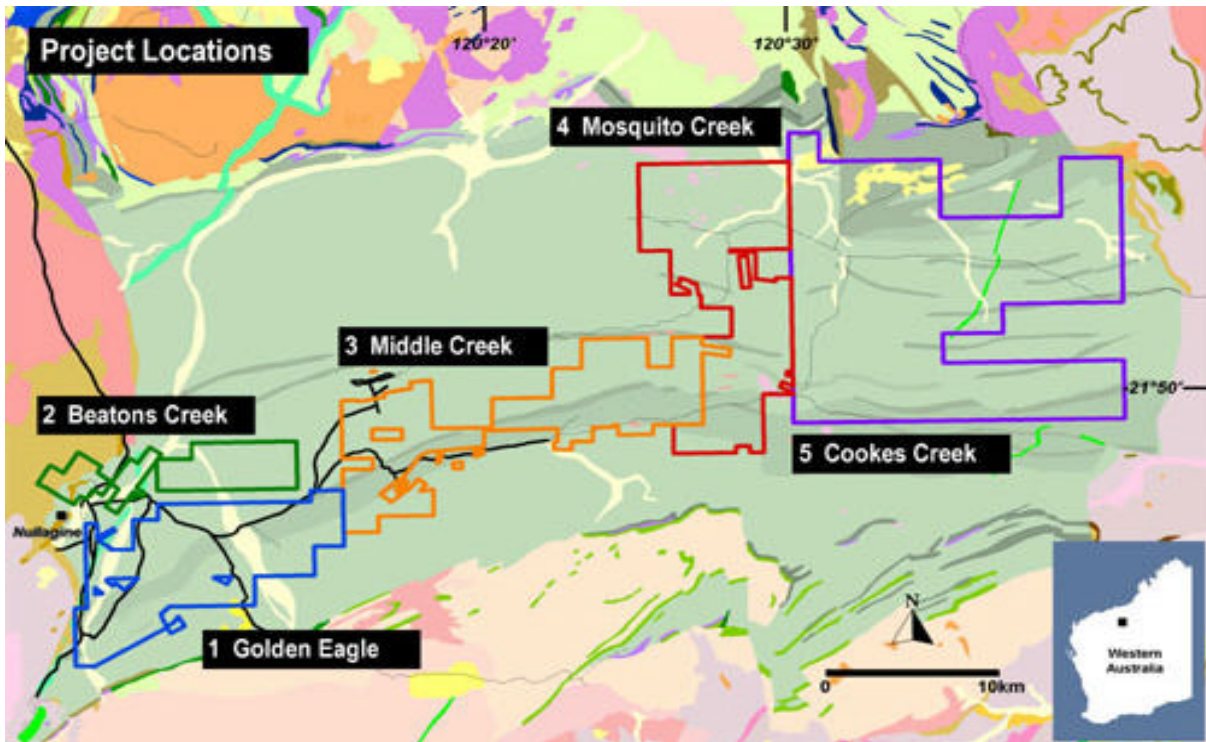 Project Locations
120°20'
120°30'
4 Mosquito Creek
3 Middle Creek
21°50'
2 Beatons Creek
5 Cookes Creek
Nullagine
N
1 Golden Eagle
Western
Australia
0 10km